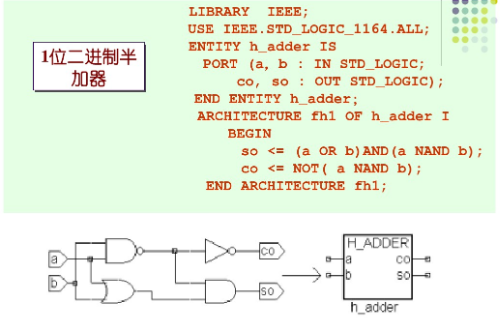 1位二进制半
加器
LIBRARY IEEE;
USE IEEE.STD_LOGIC_1164.ALL;
ENTITY h_adder IS
PORT (a, b : IN STD_LOGIC;
co, so : OUT STD_LOGIC);
END ENTITY h_adder;
ARCHITECTURE fh1 OF h_adder I
BEGIN
so <= (a OR b)AND(a NAND b);
co <= NOT( a NAND b);
END ARCHITECTURE fh1;
a
b
co
so
H_ADDER
a co
b so
h_adder